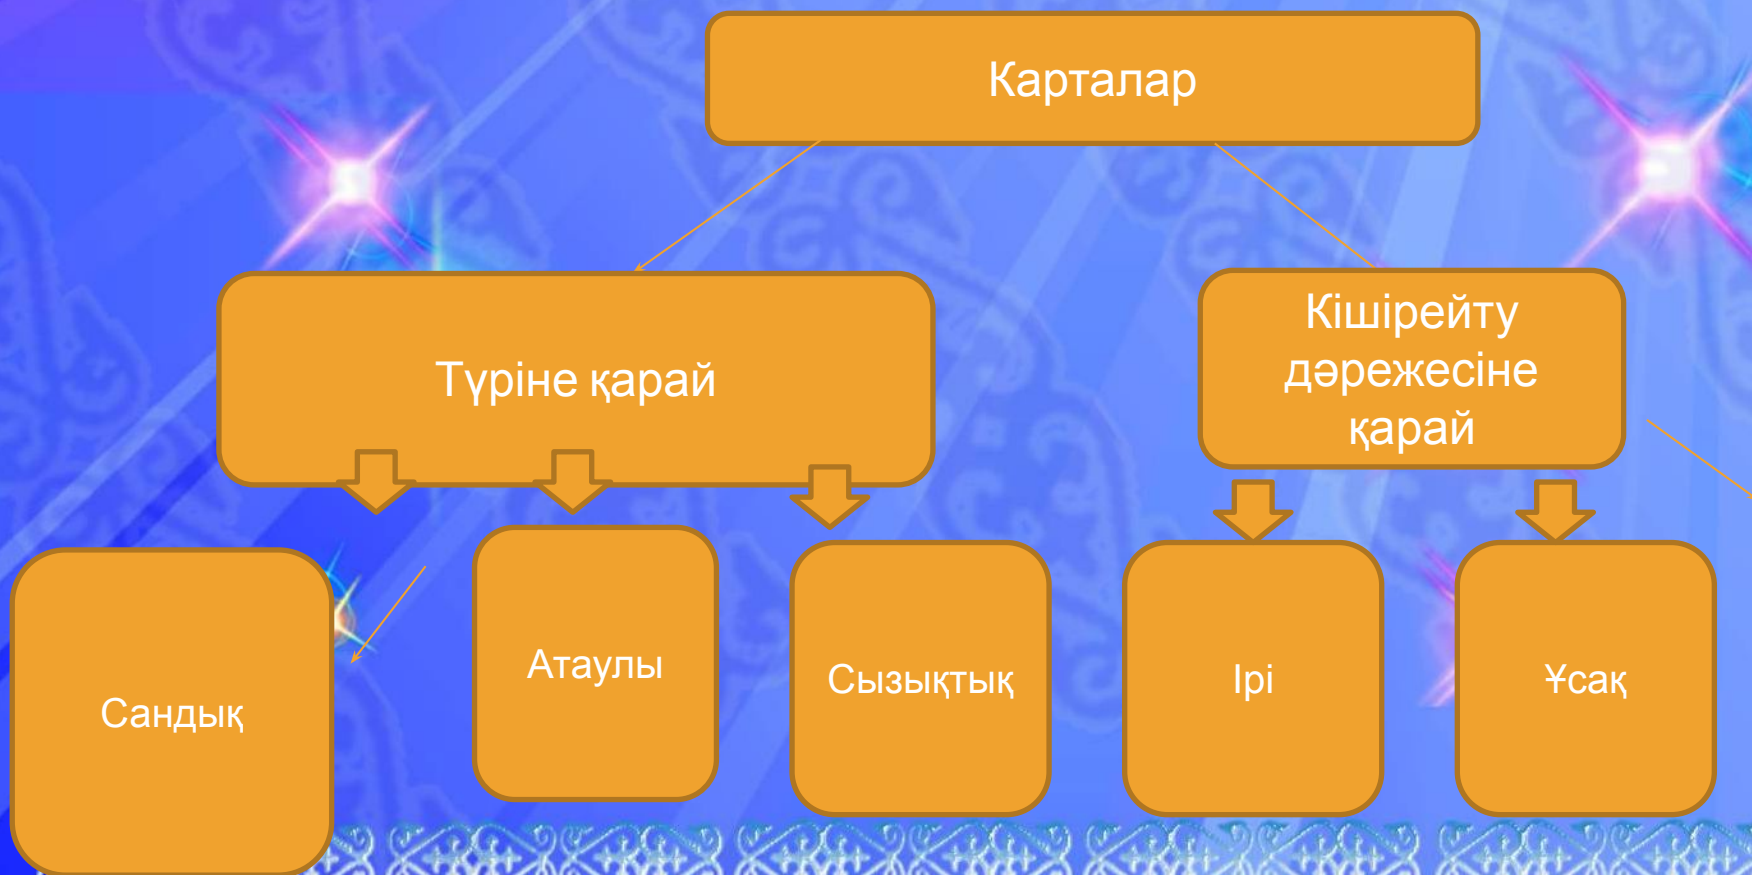 Карталар
Түріне қарай
Кішірейту
дәрежесіне
қарай
Сандық
Атаулы
Сызықтық
Ірі
Ұсақ